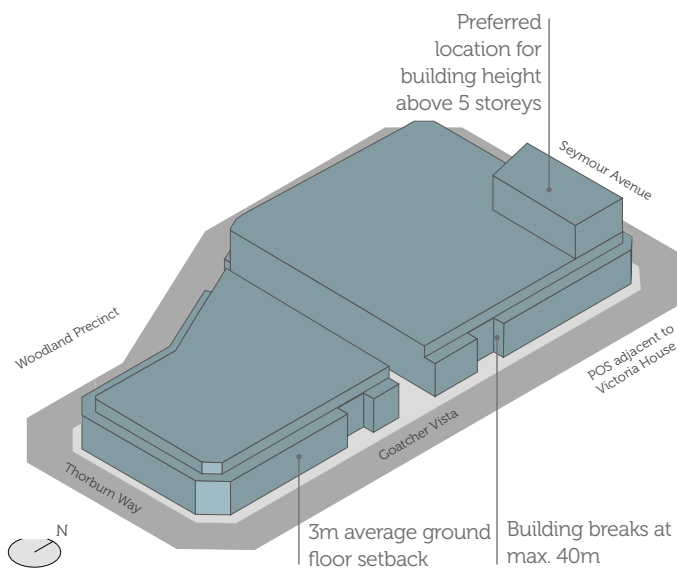 Preferred
location for
building height
above 5 storeys
Seymour Avenue
Woodland Precinct
POS adjacent to
Victoria House
Goatcher Vista
Thorburn Way
N
3m average ground
floor setback
Building breaks at
max. 40m